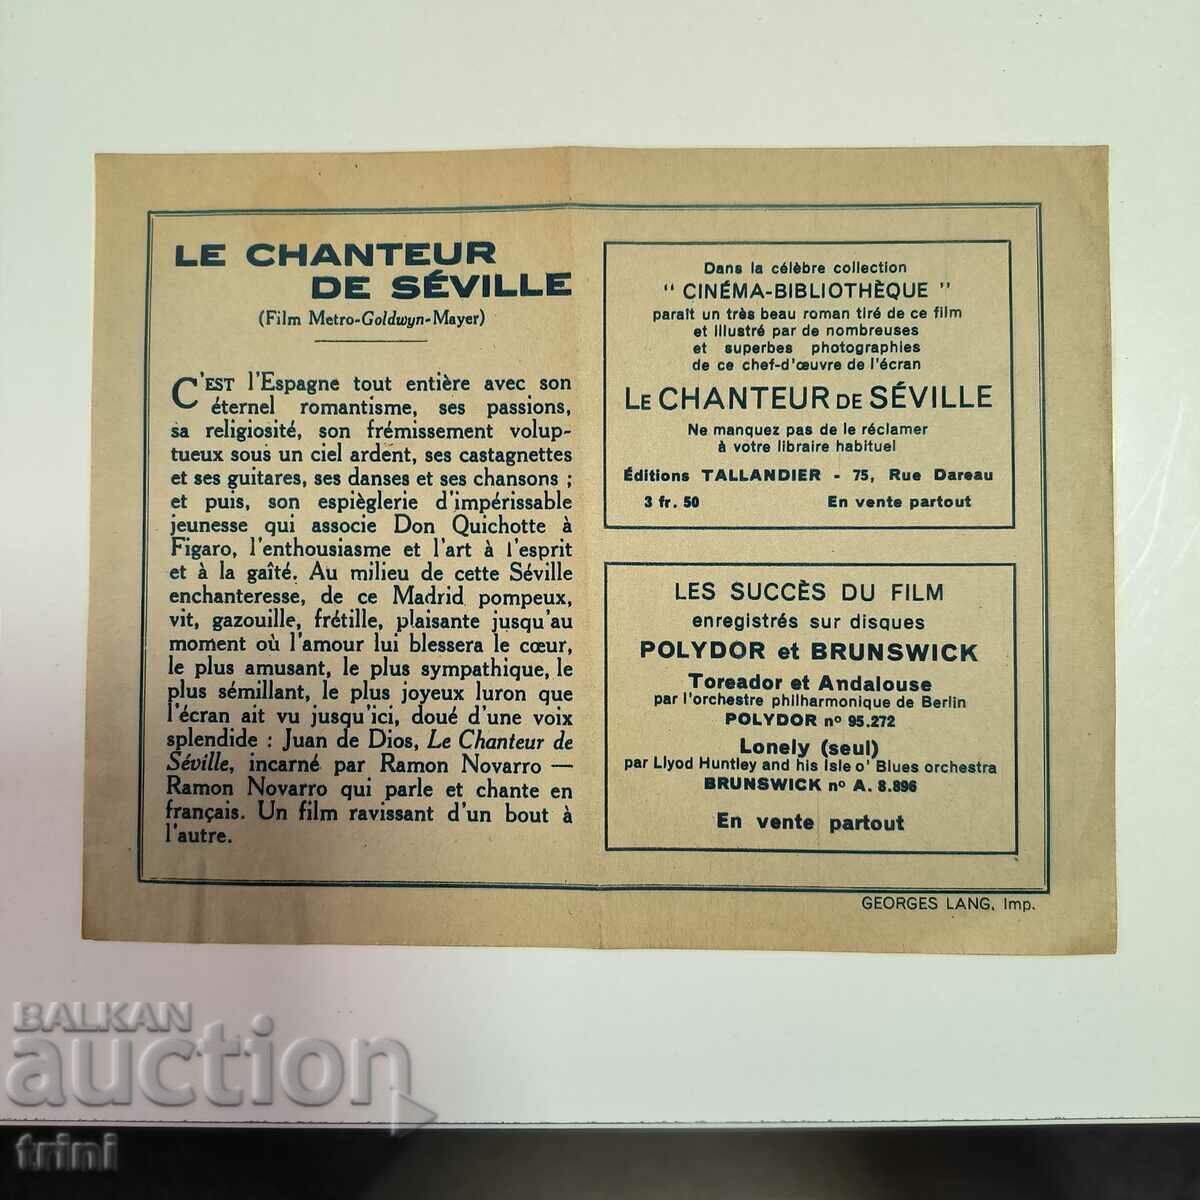 LE CHANTEUR
DE SÉVILLE
(Film Metro-Goldwyn-Mayer)
C'EST l'Espagne tout entière avec son
éternel romantisme, ses passions,
sa religiosité, son frémissement volup-
tueux sous un ciel ardent, ses castagnettes
et ses guitares, ses danses et ses chansons ;
et puis, son espièglerie d'impérissable
jeunesse qui associe Don Quichotte à
Figaro, l'enthousiasme et l'art à l'esprit
et à la gaîté. Au milieu de cette Séville
enchanteresse, de ce Madrid pompeux,
vit, gazouille, frétille, plaisante jusqu'au
moment où l'amour lui blessera le cœur,
le plus amusant, le plus sympathique, le
plus sémillant, le plus joyeux luron que
l'écran ait vu jusqu'ici, doué d'une voix
splendide : Juan de Dios, Le Chanteur de
Séville, incarné par Ramon Novarro —
Ramon Novarro qui parle et chante en
français. Un film ravissant d'un bout à
l'autre.
Dans la célèbre collection
" CINÉMA-BIBLIOTHÈQUE "
paraît un très beau roman tiré de ce film
et illustré par de nombreuses
et superbes photographies
de ce chef-d'œuvre de l'écran
LE CHANTEUR DE SÉVILLE
Ne manquez pas de le réclamer
à votre libraire habituel
Éditions TALLANDIER - 75, Rue Dareau
3 fr. 50 En vente partout
LES SUCCÈS DU FILM
enregistrés sur disques
POLYDOR et BRUNSWICK
Toreador et Andalouse
par l'orchestre philharmonique de Berlin
POLYDOR nº 95.272
Lonely (seul)
par Llyod Huntley and his Isle o' Blues orchestra
BRUNSWICK nº A. 8.896
En vente partout
GEORGES LANG, Imp.
BALKAN
auction
trini